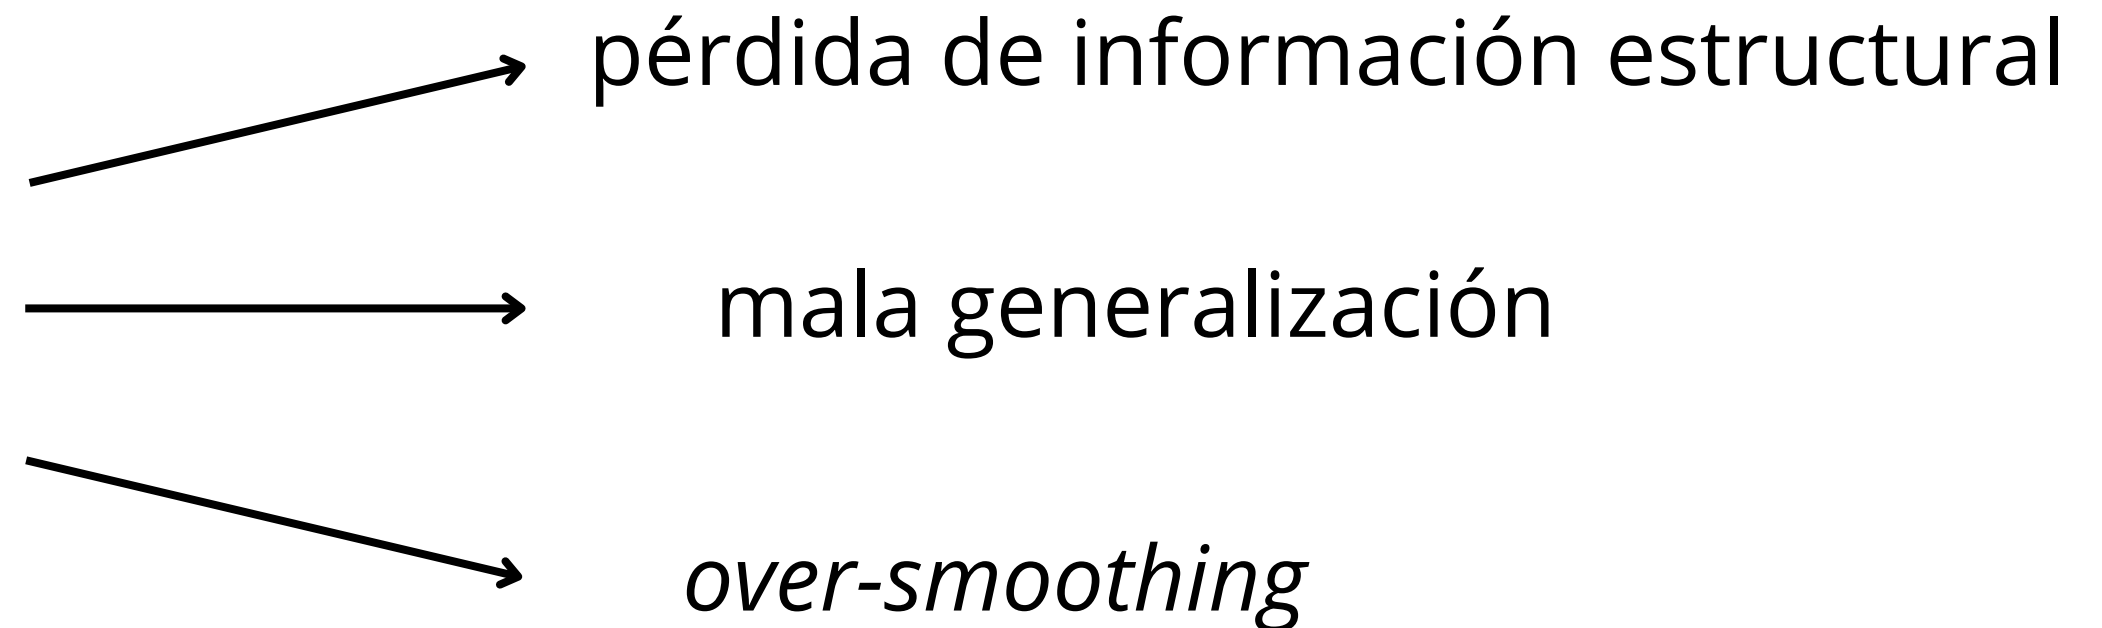 pérdida de información estructural
mala generalización
over-smoothing